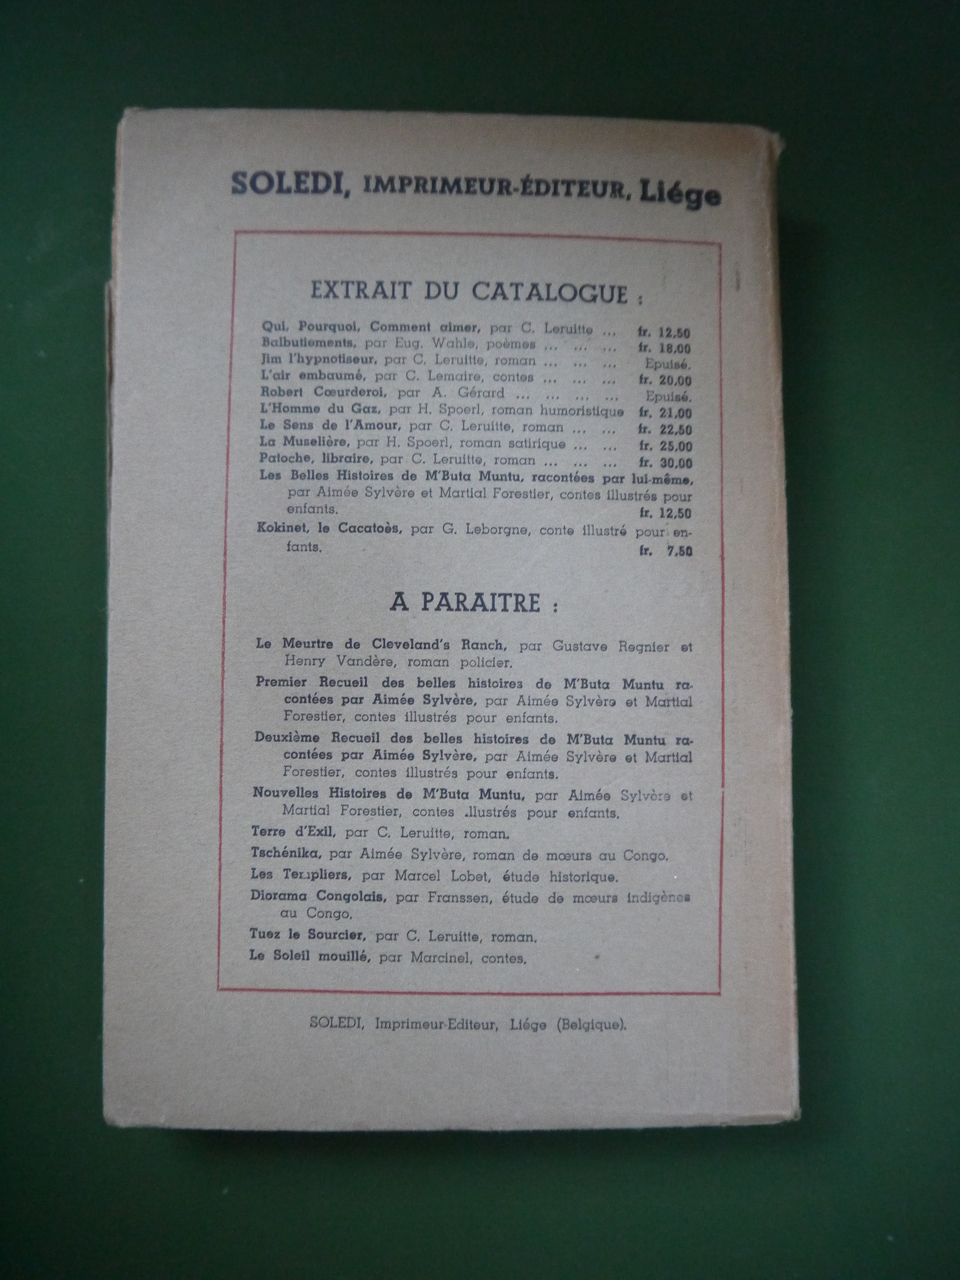 SOLEDI, IMPRIMEUR-ÉDITEUR, Liége
EXTRAIT DU CATALOGUE :
Qui, Pourquoi, Comment aimer, par C. Leruitte ... fr. 12,50
Balbutiements, par Eug. Wahle, poèmes ... ... ... fr. 18,00
Jim l'hypnotiseur, par C. Leruitte, roman ... ... ... Epuisé.
L'air embaumé, par C. Lemaire, contes ... ... ... fr. 20,00
Robert Cœurderoi, par A. Gérard ... ... ... ... Epuisé.
L'Homme du Gaz, par H. Spoerl, roman humoristique fr. 21,00
Le Sens de l'Amour, par C. Leruitte, roman ... ... fr. 22,50
La Muselière, par H. Spoerl, roman satirique ... ... fr. 25,00
Patoche, libraire, par C. Leruitte, roman ... ... ... fr. 30,00
Les Belles Histoires de M'Buta Muntu, racontées par lui-même,
par Aimée Sylvère et Martial Forestier, contes illustrés pour
enfants. fr. 12,50
Kokinet, le Cacatoès, par G. Leborgne, conte illustré pour en-
fants. fr. 7,50
A PARAITRE :
Le Meurtre de Cleveland's Ranch, par Gustave Regnier et
Henry Vandère, roman policier.
Premier Recueil des belles histoires de M'Buta Muntu ra-
contées par Aimée Sylvère, par Aimée Sylvère et Martial
Forestier, contes illustrés pour enfants.
Deuxième Recueil des belles histoires de M'Buta Muntu ra-
contées par Aimée Sylvère, par Aimée Sylvère et Martial
Forestier, contes illustrés pour enfants.
Nouvelles Histoires de M'Buta Muntu, par Aimée Sylvère et
Martial Forestier, contes illustrés pour enfants.
Terre d'Exil, par C. Leruitte, roman.
Tschénika, par Aimée Sylvère, roman de mœurs au Congo.
Les Templiers, par Marcel Lobet, étude historique.
Diorama Congolais, par Franssen, étude de mœurs indigènes
au Congo.
Tuez le Sourcier, par C. Leruitte, roman.
Le Soleil mouillé, par Marcinel, contes.
SOLEDI, Imprimeur-Editeur, Liége (Belgique).